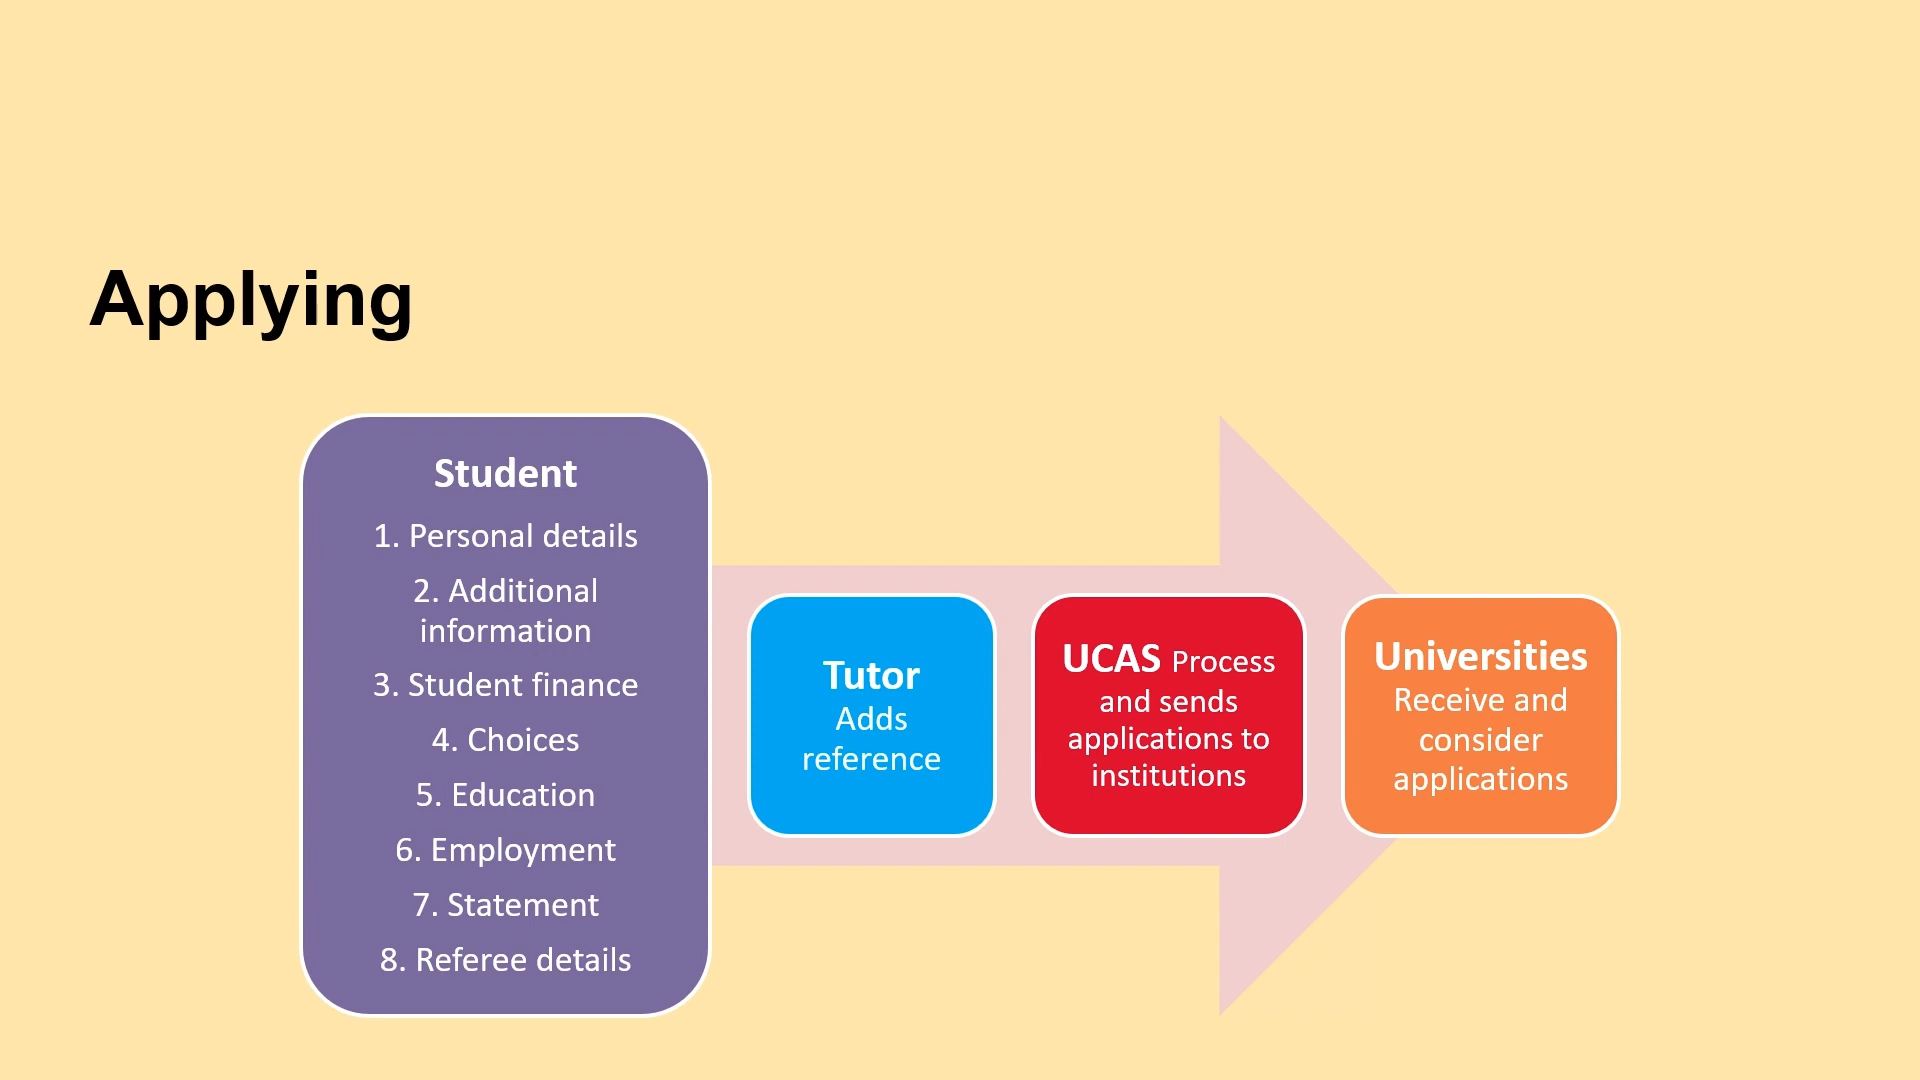 Applying
Student
1. Personal details
2. Additional
information
3. Student finance
4. Choices
5. Education
6. Employment
7. Statement
8. Referee details
Tutor
Adds
reference
UCAS Process
and sends
applications to
institutions
Universities
Receive and
consider
applications